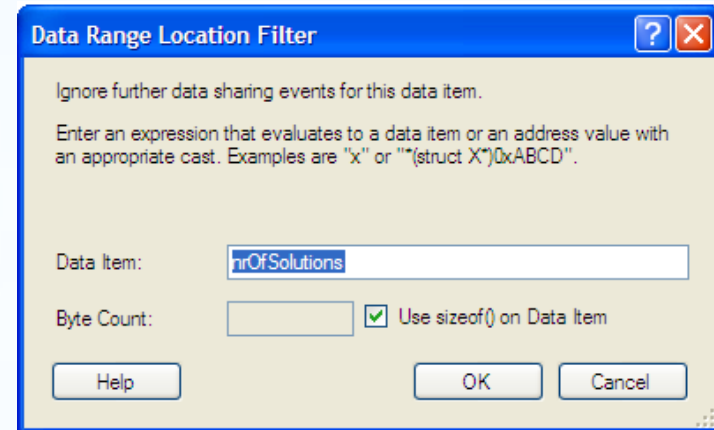 Data Range Location Filter
Ignore further data sharing events for this data item.
Enter an expression that evaluates to a data item or an address value with
an appropriate cast. Examples are "x" or "*(struct X*)0xABCD".
Data Item: nrOfSolutions
Byte Count: Use sizeof() on Data Item
Help OK Cancel